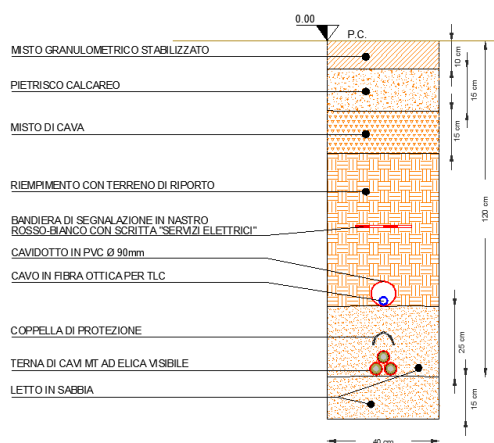 0.00
P.C.
MISTO GRANULOMETRICO STABILIZZATO
10 cm
PIETRISCO CALCAREO
15 cm
MISTO DI CAVA
15 cm
RIEMPIMENTO CON TERRENO DI RIPORTO
120 cm
BANDIERA DI SEGNALAZIONE IN NASTRO
ROSSO-BIANCO CON SCRITTA "SERVIZI ELETTRICI"
CAVIDOTTO IN PVC Ø 90mm
CAVO IN FIBRA OTTICA PER TLC
COPPELLA DI PROTEZIONE
25 cm
TERNA DI CAVI MT AD ELICA VISIBILE
LETTO IN SABBIA
15 cm
40 cm